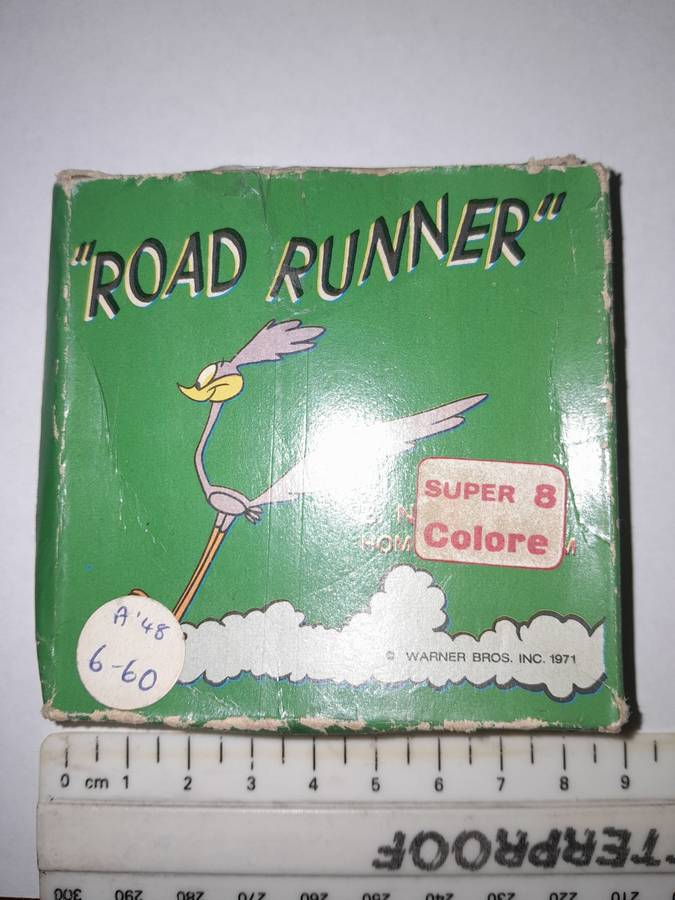 "ROAD RUNNER"
SUPER 8
Colore
A '48
6-60
© WARNER BROS. INC. 1971
0 cm 1 2 3 4 5 6 7 8 9
TERPROOF
300 290 280 270 260 250 240 230 220 210